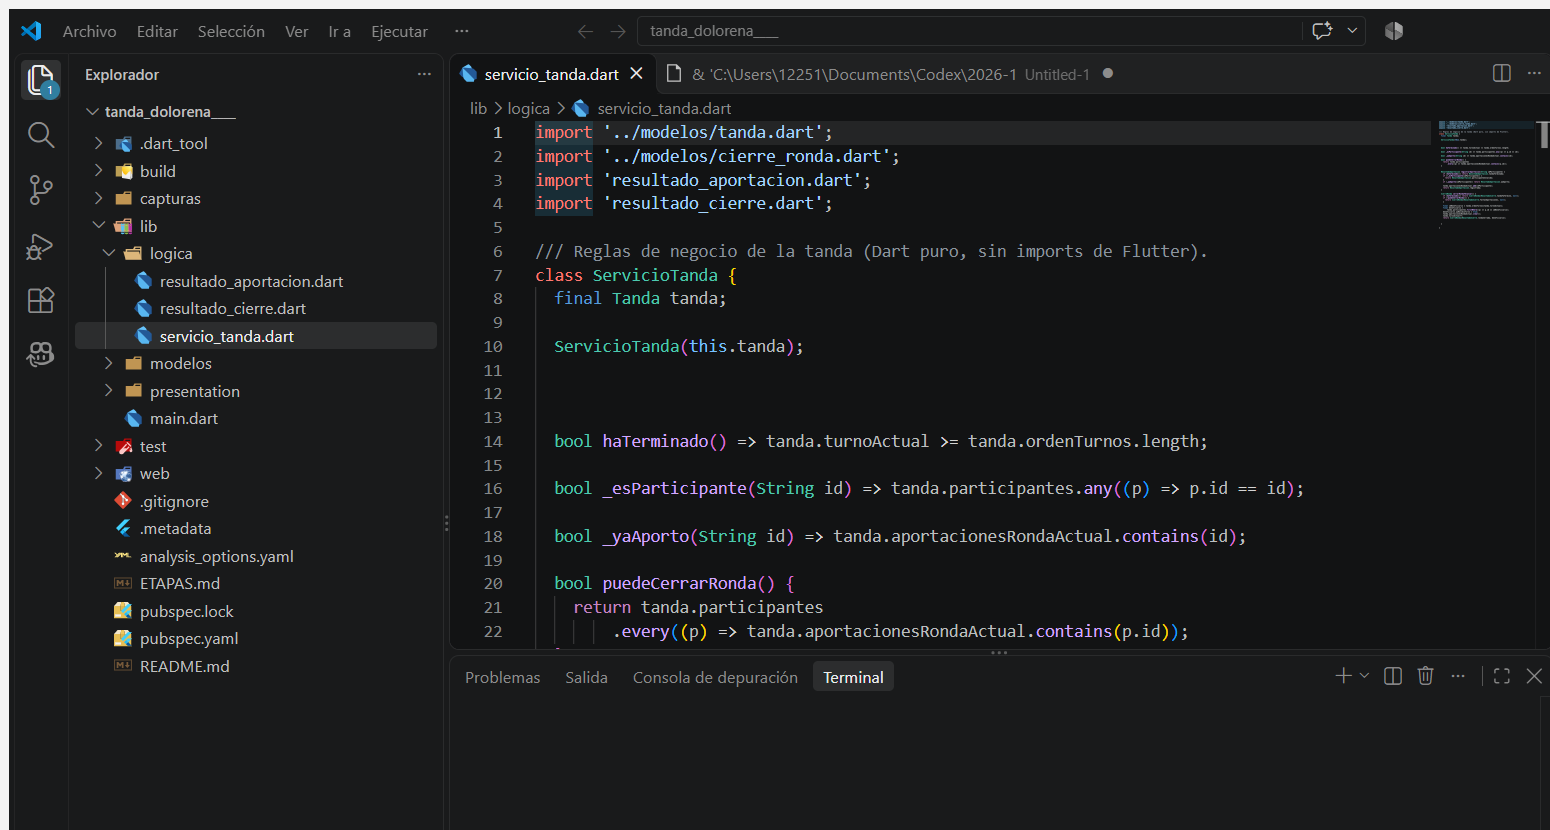 Archivo Editar Selección Ver Ir a Ejecutar ···
tanda_dolorena____
Explorador ···
tanda_dolorena____
.dart_tool
build
capturas
lib
logica
resultado_aportacion.dart
resultado_cierre.dart
servicio_tanda.dart
modelos
presentation
main.dart
test
web
.gitignore
.metadata
analysis_options.yaml
ETAPAS.md
pubspec.lock
pubspec.yaml
README.md
1
servicio_tanda.dart
& 'C:\Users\12251\Documents\Codex\2026-1 Untitled-1
lib > logica > servicio_tanda.dart
1 import '../modelos/tanda.dart';
2 import '../modelos/cierre_ronda.dart';
3 import 'resultado_aportacion.dart';
4 import 'resultado_cierre.dart';
5
6 /// Reglas de negocio de la tanda (Dart puro, sin imports de Flutter).
7 class ServicioTanda {
8 final Tanda tanda;
9
10 ServicioTanda(this.tanda);
11
12
13
14 bool haTerminado() => tanda.turnoActual >= tanda.ordenTurnos.length;
15
16 bool _esParticipante(String id) => tanda.participantes.any((p) => p.id == id);
17
18 bool _yaAporto(String id) => tanda.aportacionesRondaActual.contains(id);
19
20 bool puedeCerrarRonda() {
21 return tanda.participantes
22 .every((p) => tanda.aportacionesRondaActual.contains(p.id));
Problemas Salida Consola de depuración Terminal